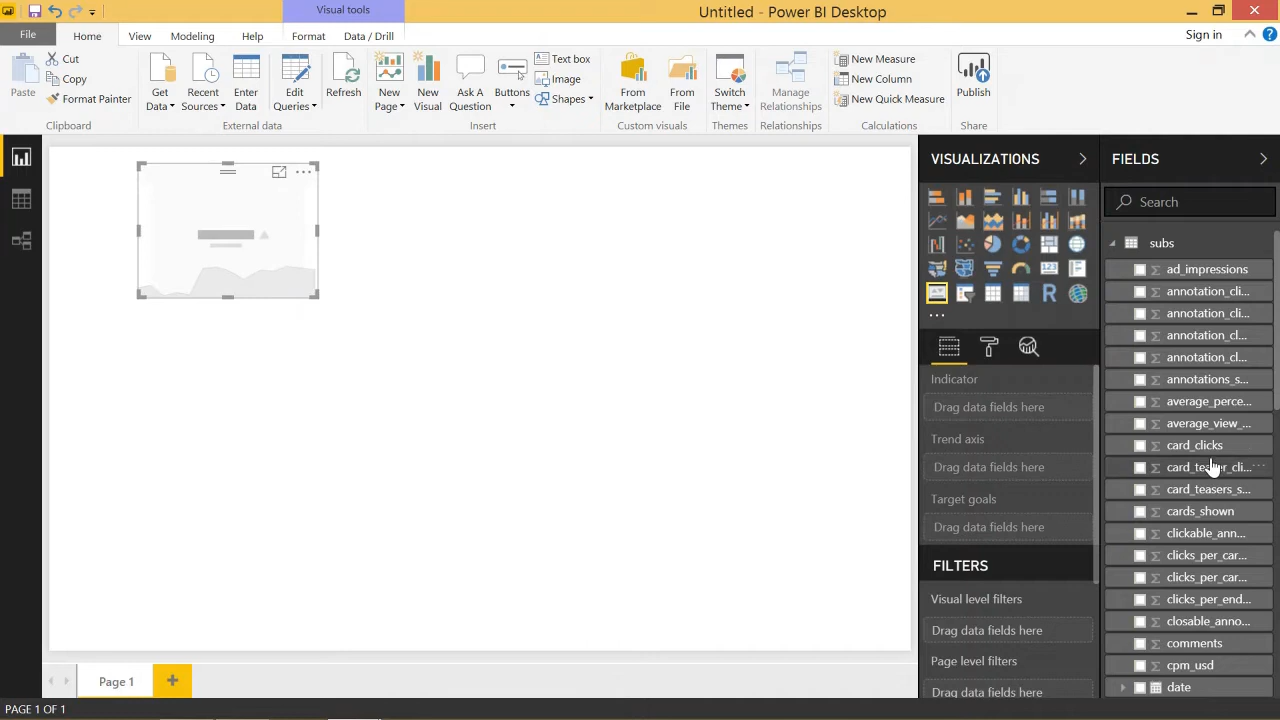 Visual tools
Untitled - Power BI Desktop
File
Home
View
Modeling
Help
Format
Data / Drill
Sign in
Paste
Cut
Copy
Format Painter
Clipboard
Get Data
Recent Sources
Enter Data
Edit Queries
Refresh
External data
New Page
New Visual
Ask A Question
Buttons
Text box
Image
Shapes
Insert
From Marketplace
From File
Custom visuals
Switch Theme
Themes
Manage Relationships
Relationships
New Measure
New Column
New Quick Measure
Calculations
Publish
Share
VISUALIZATIONS
123
R
Indicator
Drag data fields here
Trend axis
Drag data fields here
Target goals
Drag data fields here
FILTERS
Visual level filters
Drag data fields here
Page level filters
Drag data fields here
FIELDS
Search
subs
ad_impressions
annotation_cli...
annotation_cli...
annotation_cl...
annotation_cl...
annotations_s...
average_perce...
average_view_...
card_clicks
card_teaser_cli...
card_teasers_s...
cards_shown
clickable_ann...
clicks_per_car...
clicks_per_car...
clicks_per_end...
closable_anno...
comments
cpm_usd
date
Page 1
PAGE 1 OF 1